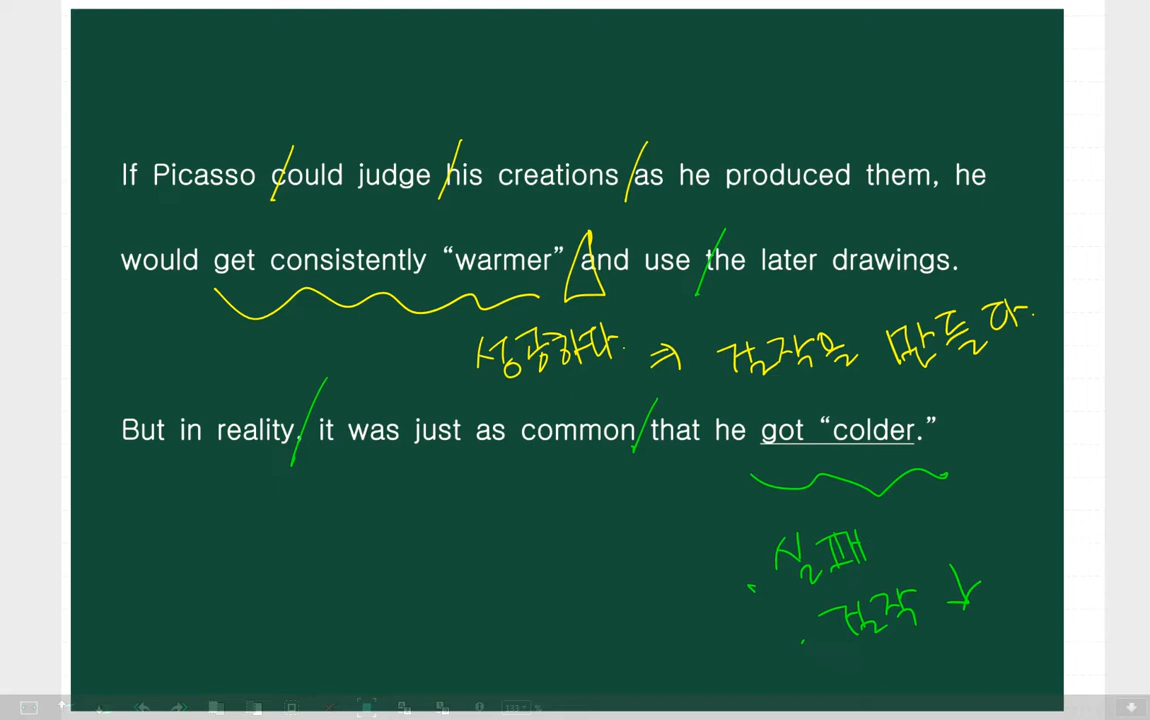 If Picasso could judge his creations as he produced them, he
would get consistently “warmer” and use the later drawings.
성공하다. ⇒ 걸작을 만들다.
But in reality, it was just as common that he got “colder.”
실패
걸작 ↓
133 %